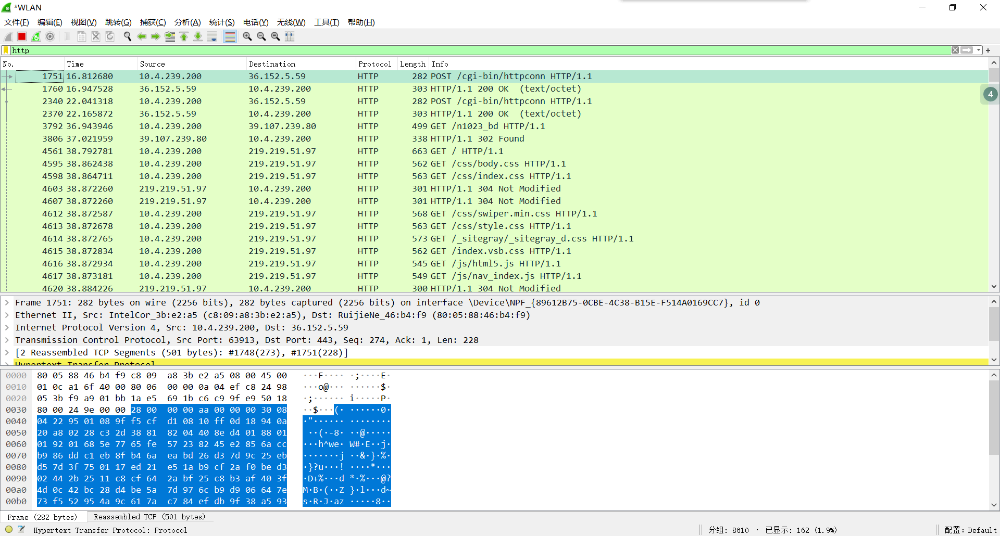 *WLAN
文件(F) 编辑(E) 视图(V) 跳转(G) 捕获(C) 分析(A) 统计(S) 电话(Y) 无线(W) 工具(T) 帮助(H)
http
No. Time Source Destination Protocol Length Info
1751 16.812680 10.4.239.200 36.152.5.59 HTTP 282 POST /cgi-bin/httpconn HTTP/1.1
1760 16.947528 36.152.5.59 10.4.239.200 HTTP 303 HTTP/1.1 200 OK (text/octet)
4
2340 22.041318 10.4.239.200 36.152.5.59 HTTP 282 POST /cgi-bin/httpconn HTTP/1.1
2370 22.165872 36.152.5.59 10.4.239.200 HTTP 303 HTTP/1.1 200 OK (text/octet)
3792 36.943946 10.4.239.200 39.107.239.80 HTTP 499 GET /n1023_bd HTTP/1.1
3806 37.021959 39.107.239.80 10.4.239.200 HTTP 338 HTTP/1.1 302 Found
4561 38.792781 10.4.239.200 219.219.51.97 HTTP 663 GET / HTTP/1.1
4595 38.862438 10.4.239.200 219.219.51.97 HTTP 562 GET /css/body.css HTTP/1.1
4598 38.864711 10.4.239.200 219.219.51.97 HTTP 563 GET /css/index.css HTTP/1.1
4603 38.872260 219.219.51.97 10.4.239.200 HTTP 301 HTTP/1.1 304 Not Modified
4607 38.872260 219.219.51.97 10.4.239.200 HTTP 301 HTTP/1.1 304 Not Modified
4612 38.872587 10.4.239.200 219.219.51.97 HTTP 568 GET /css/swiper.min.css HTTP/1.1
4613 38.872678 10.4.239.200 219.219.51.97 HTTP 563 GET /css/style.css HTTP/1.1
4614 38.872765 10.4.239.200 219.219.51.97 HTTP 573 GET /_sitegray/_sitegray_d.css HTTP/1.1
4615 38.872834 10.4.239.200 219.219.51.97 HTTP 562 GET /index.vsb.css HTTP/1.1
4616 38.872934 10.4.239.200 219.219.51.97 HTTP 545 GET /js/html5.js HTTP/1.1
4617 38.873181 10.4.239.200 219.219.51.97 HTTP 549 GET /js/nav_index.js HTTP/1.1
4620 38.884226 219.219.51.97 10.4.239.200 HTTP 300 HTTP/1.1 304 Not Modified
Frame 1751: 282 bytes on wire (2256 bits), 282 bytes captured (2256 bits) on interface \Device\NPF_{89612B75-0CBE-4C38-B15E-F514A0169CC7}, id 0
Ethernet II, Src: IntelCor_3b:e2:a5 (c8:09:a8:3b:e2:a5), Dst: RuijieNe_46:b4:f9 (80:05:88:46:b4:f9)
Internet Protocol Version 4, Src: 10.4.239.200, Dst: 36.152.5.59
Transmission Control Protocol, Src Port: 63913, Dst Port: 443, Seq: 274, Ack: 1, Len: 228
[2 Reassembled TCP Segments (501 bytes): #1748(273), #1751(228)]
Hypertext Transfer Protocol
0000 80 05 88 46 b4 f9 c8 09 a8 3b e2 a5 08 00 45 00 ···F···· ·;····E·
0010 01 0c a1 6f 40 00 80 06 00 00 0a 04 ef c8 24 98 ···o@··· ······$·
0020 05 3b f9 a9 01 bb 1a e5 69 1b c6 c9 9f e9 50 18 ·;······ i·····P·
0030 80 00 24 9e 00 00 28 00 00 00 aa 00 00 00 30 08 ··$···(· ······0·
0040 04 22 95 01 08 9f f5 cf d1 08 10 ff 0d 18 94 0a ·"······ ········
0050 20 a8 02 28 c3 2d 38 81 82 04 40 8e d4 01 88 01 ··(·-8· ··@·····
0060 01 92 01 68 5e 77 65 fe 57 23 82 45 e2 85 6a cc ···h^we· W#·E··j·
0070 b9 86 dd c1 eb 8f b4 6a ea bd 26 d3 7d 9c 25 eb ·······j ··&·}·%·
0080 d5 7d 3f 75 01 17 ed 21 e5 1a b9 cf 2a f0 be d3 ·}?u···! ····*···
0090 02 44 2b 25 11 c8 cf 64 2a bf 25 c8 b3 af 40 3f ·D+%···d *·%···@?
00a0 4d 0c 42 bc 28 d4 be 5a 7d 97 6c b9 d9 06 64 7e M·B·(··Z }·l···d~
00b0 73 f5 52 95 4a 9c 61 7a c7 84 ef db 9f 38 a5 93 s·R·J·az ·····8··
Frame (282 bytes) Reassembled TCP (501 bytes)
Hypertext Transfer Protocol: Protocol 分组: 8610 · 已显示: 162 (1.9%) 配置: Default